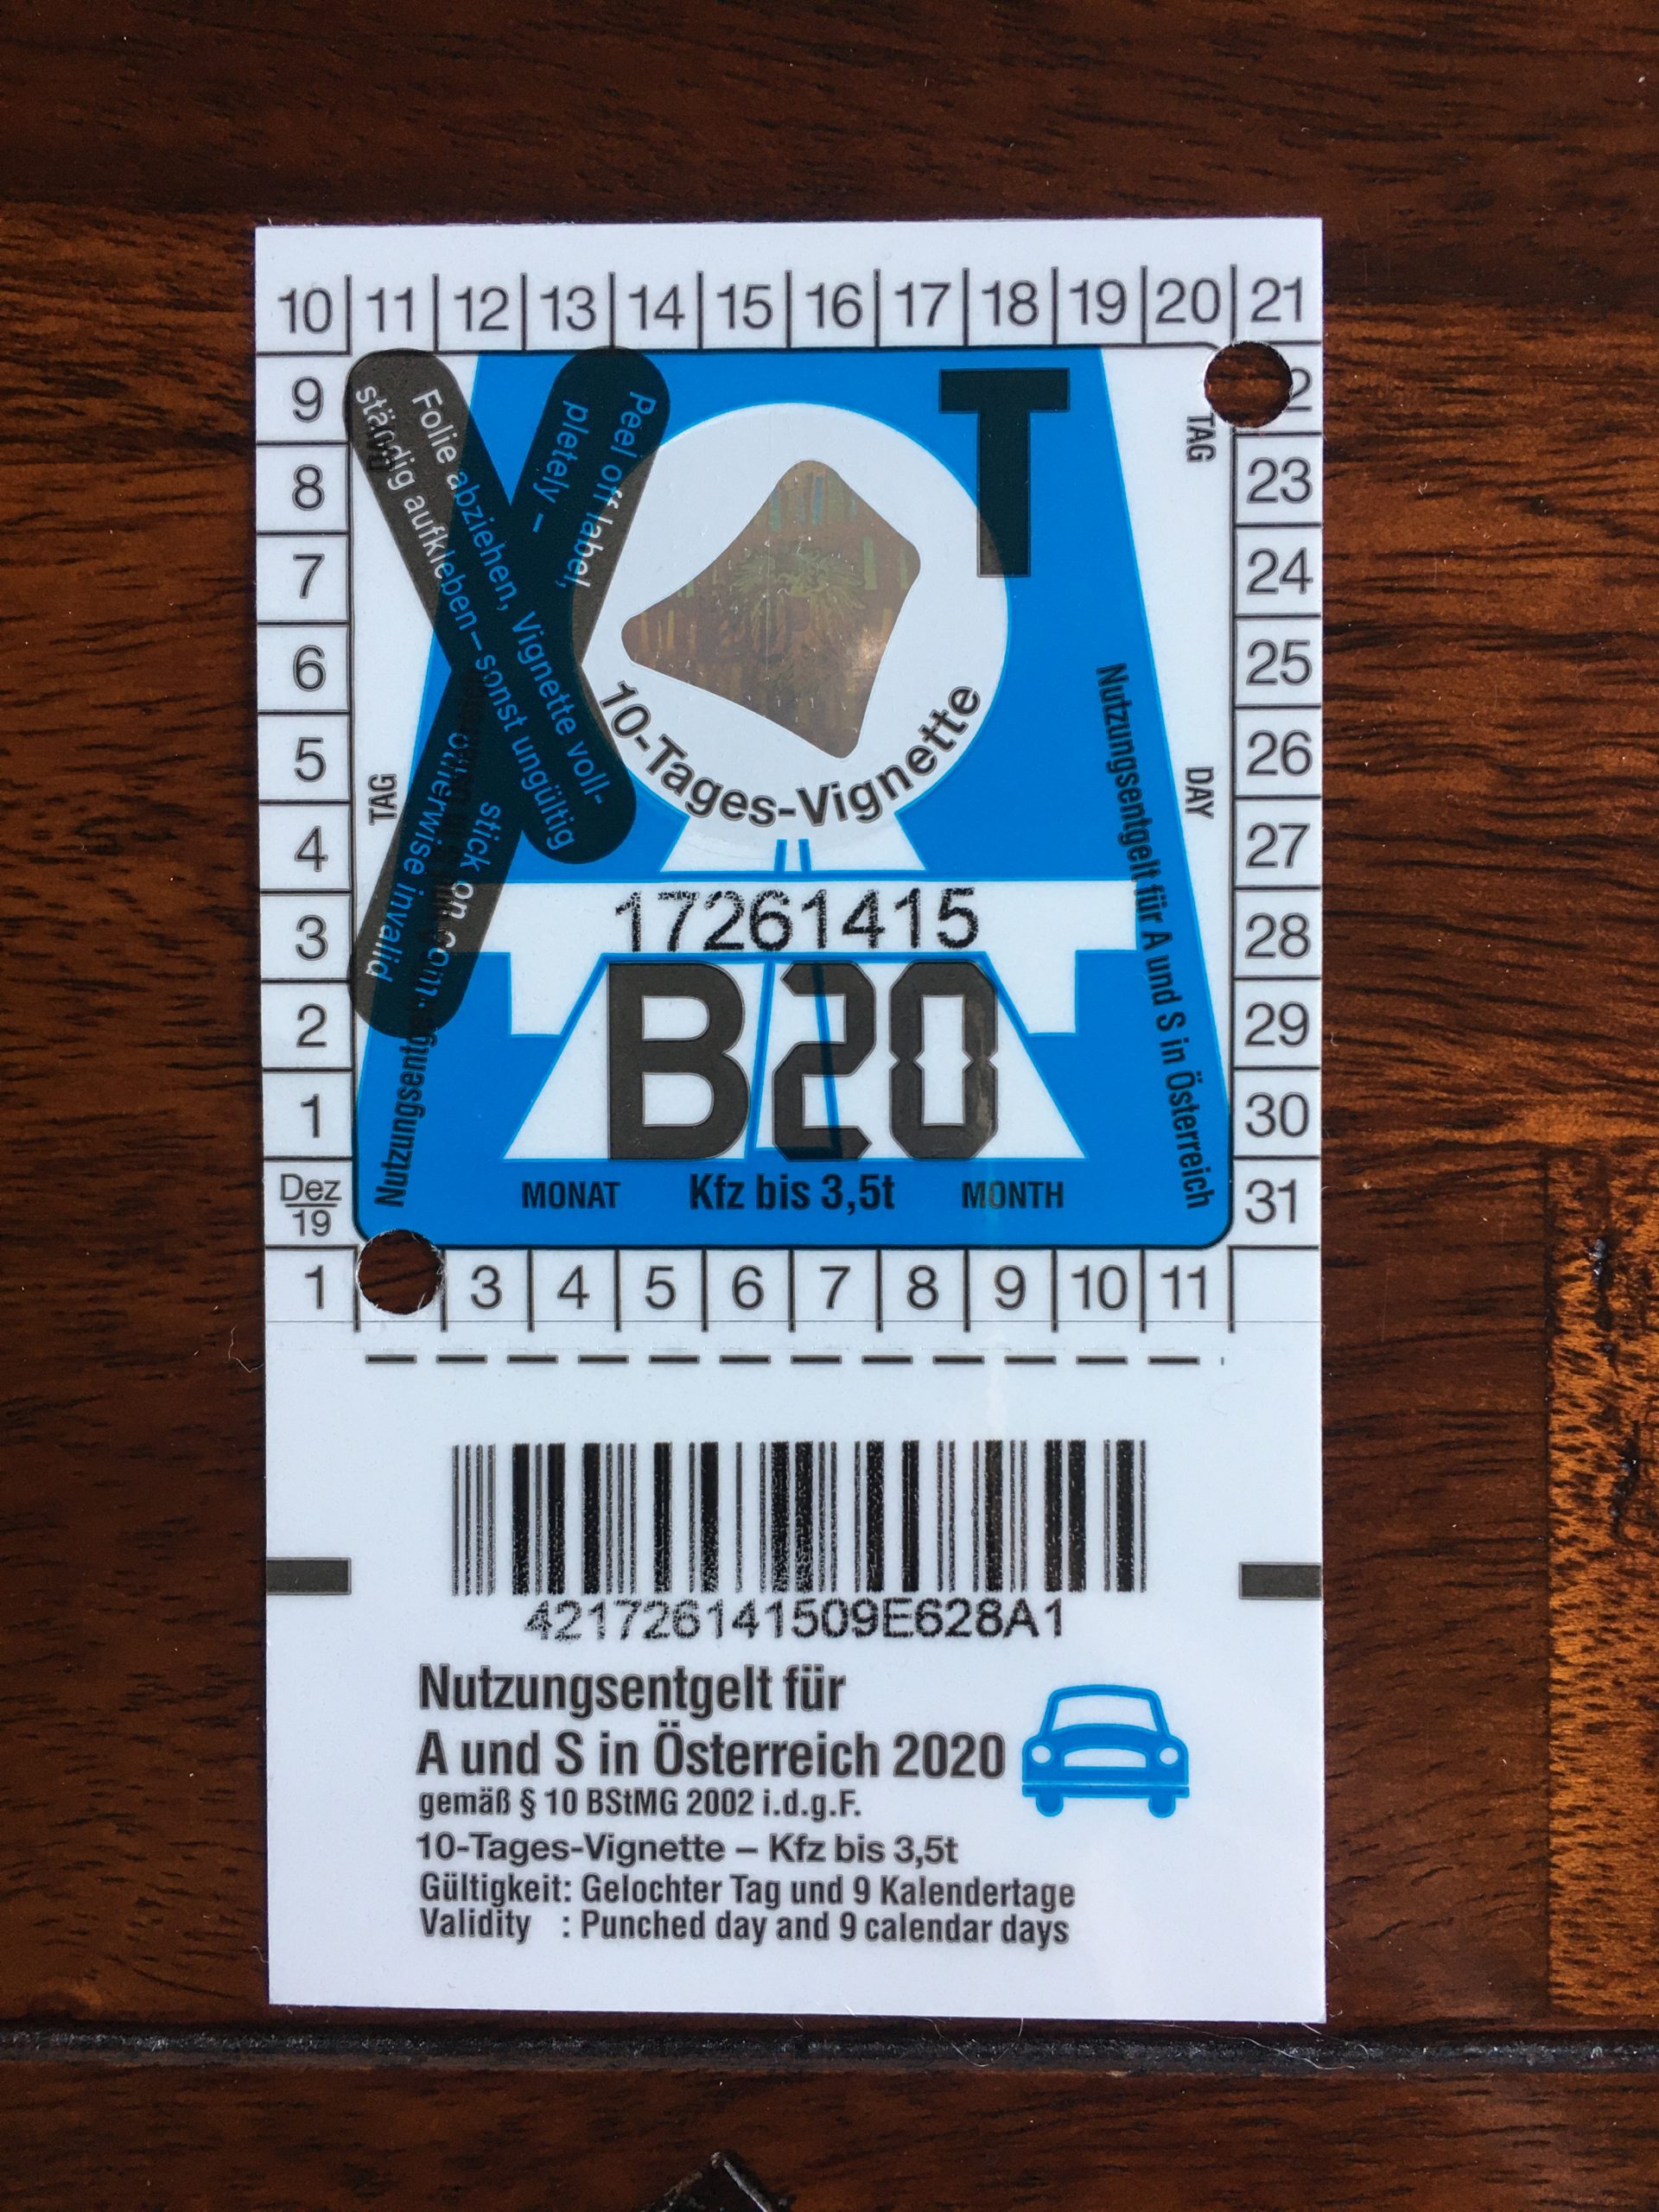 10 11 12 13 14 15 16 17 18 19 20 21
9
8
7
6
5
4
3
2
1
Dez
19
2
23
24
25
26
27
28
29
30
31
TAG
TAG
DAY
T
Folie abziehen, Vignette voll-
ständig aufkleben – sonst ungültig
Peel off label,
pletely –
stick on com-
otherwise invalid
10-Tages-Vignette
Nutzungsentgelt für A und S in Österreich
17261415
B20
MONAT Kfz bis 3,5t MONTH
1 3 4 5 6 7 8 9 10 11
421726141509E628A1
Nutzungsentgelt für
A und S in Österreich 2020
gemäß § 10 BStMG 2002 i.d.g.F.
10-Tages-Vignette – Kfz bis 3,5t
Gültigkeit: Gelochter Tag und 9 Kalendertage
Validity : Punched day and 9 calendar days